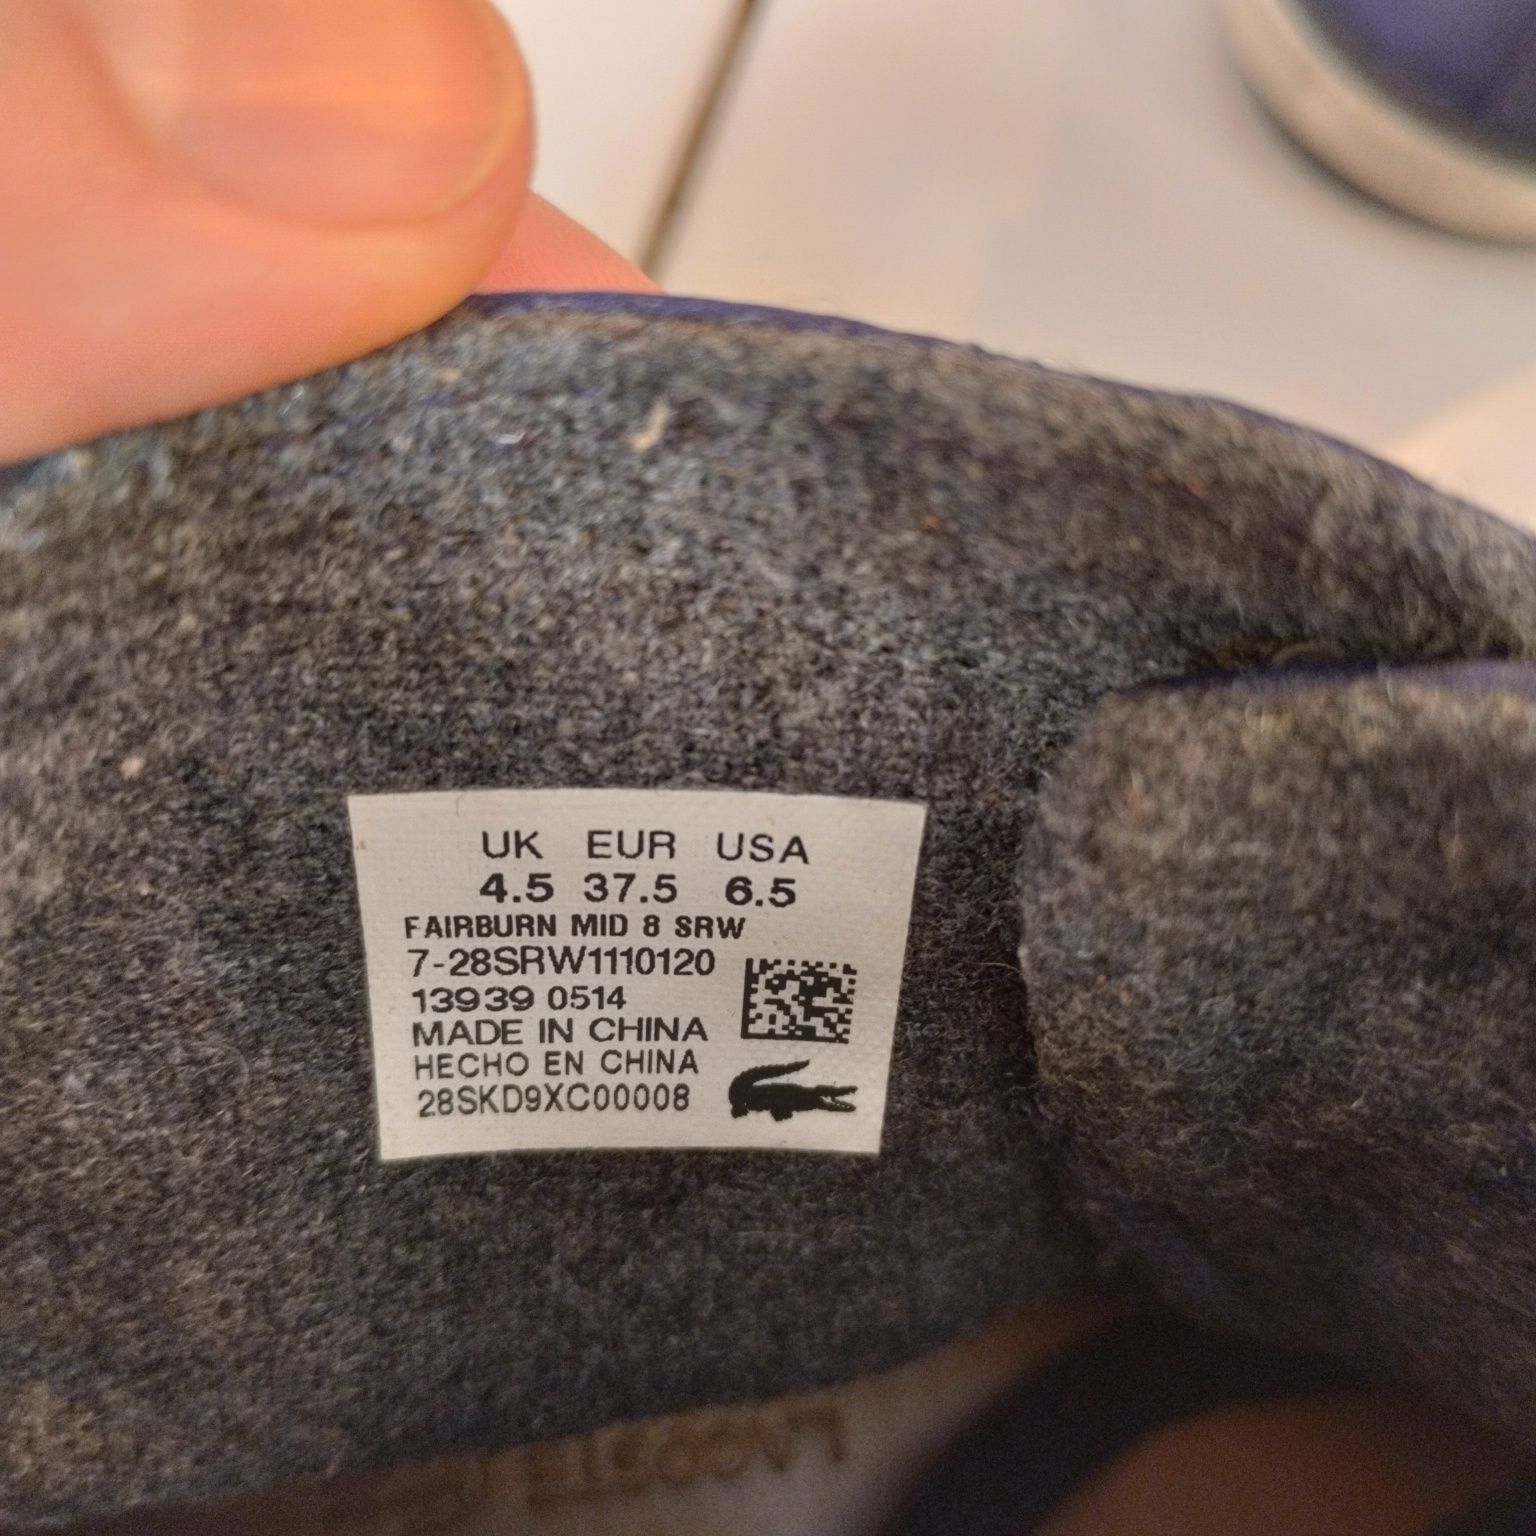 UK EUR USA
4.5 37.5 6.5
FAIRBURN MID 8 SRW
7-28SRW1110120
13939 0514
MADE IN CHINA
HECHO EN CHINA
28SKD9XC00008
LACOSTE